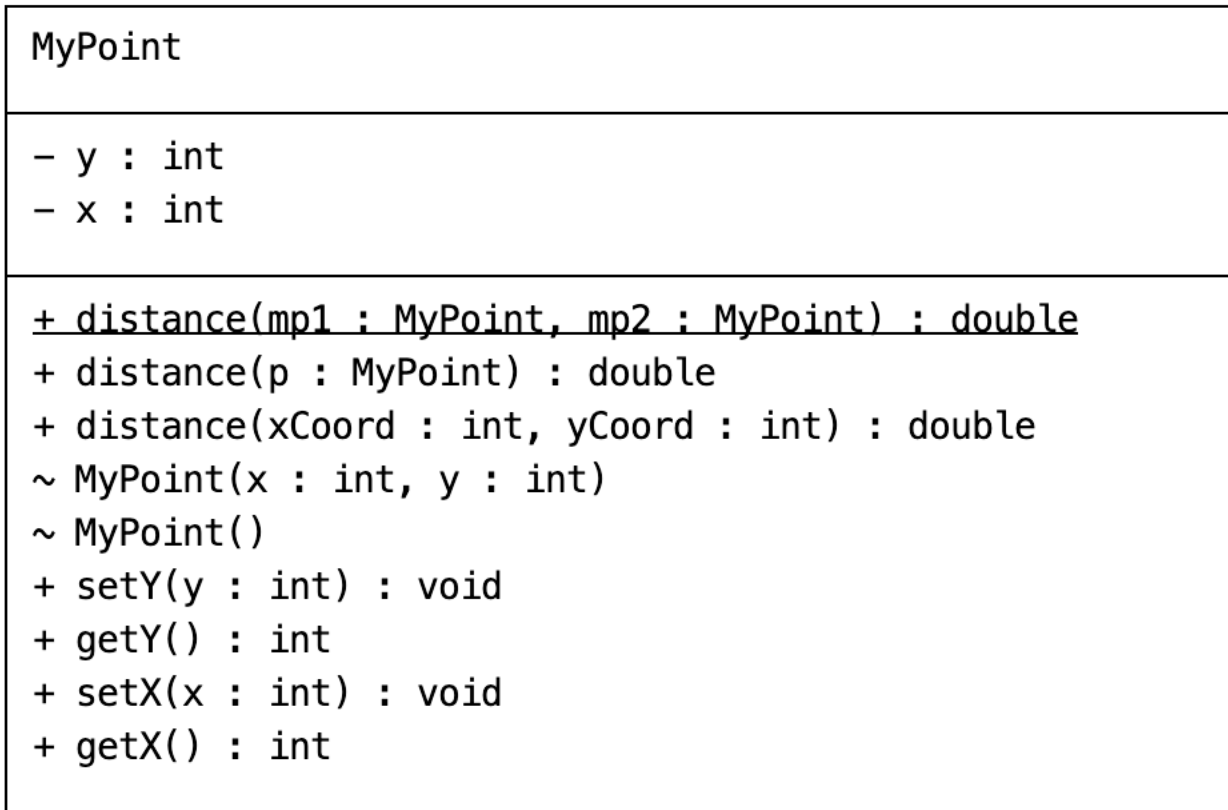 MyPoint
− y : int
− x : int
+ distance(mp1 : MyPoint, mp2 : MyPoint) : double
+ distance(p : MyPoint) : double
+ distance(xCoord : int, yCoord : int) : double
~ MyPoint(x : int, y : int)
~ MyPoint()
+ setY(y : int) : void
+ getY() : int
+ setX(x : int) : void
+ getX() : int